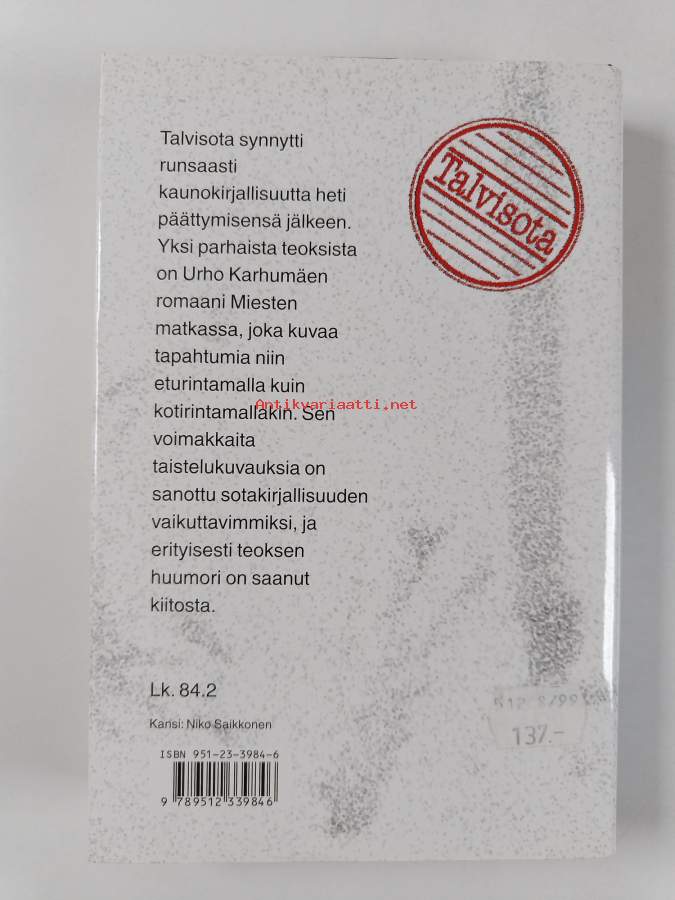 Talvisota synnytti
runsaasti
kaunokirjallisuutta heti
päättymisensä jälkeen.
Yksi parhaista teoksista
on Urho Karhumäen
romaani Miesten
matkassa, joka kuvaa
tapahtumia niin
eturintamalla kuin
kotirintamallakin. Sen
voimakkaita
taistelukuvauksia on
sanottu sotakirjallisuuden
vaikuttavimmiksi, ja
erityisesti teoksen
huumori on saanut
kiitosta.
Talvisota
Antikvariaatti.net
Lk. 84.2
Kansi: Niko Saikkonen
ISBN 951-23-3984-6
9 789512 339846
137.-